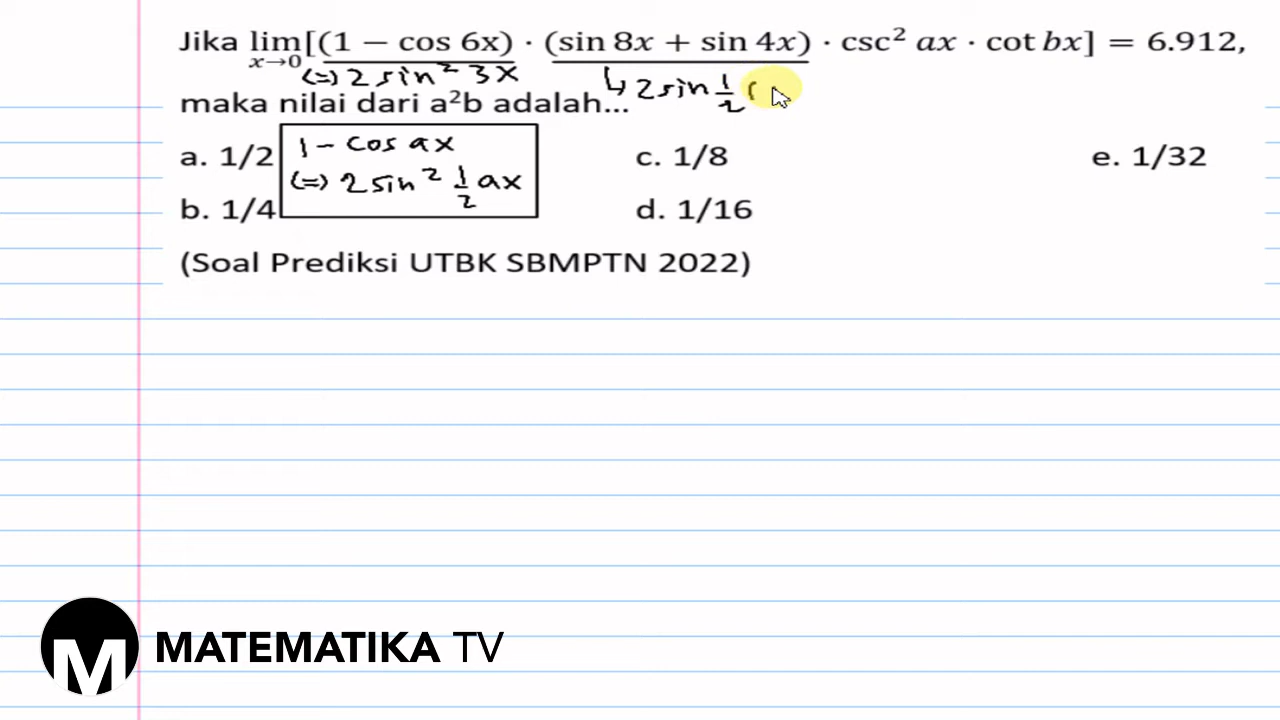 Jika lim x→0 [(1 − cos 6x) · (sin 8x + sin 4x) · csc² ax · cot bx] = 6.912,
(=) 2 sin² 3x
↳ 2 sin 1/2 (
maka nilai dari a²b adalah...
a. 1/2
1 - cos ax
(=) 2 sin² 1/2 ax
b. 1/4
c. 1/8
d. 1/16
e. 1/32
(Soal Prediksi UTBK SBMPTN 2022)
M MATEMATIKA TV